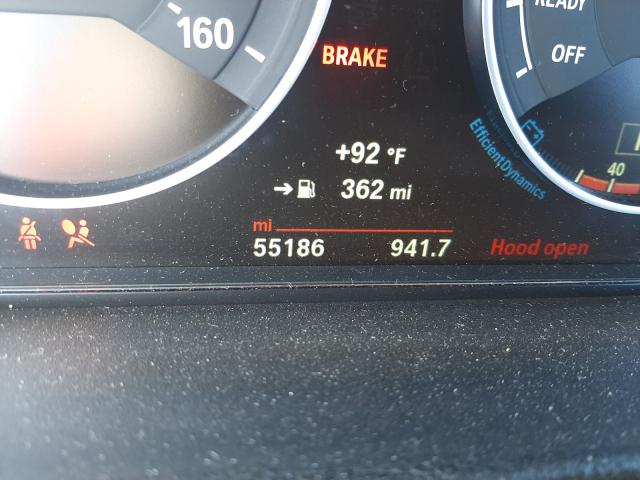 160
BRAKE
READY
OFF
+92 °F
→ 362 mi
EfficientDynamics
40
mi
55186 941.7 Hood open